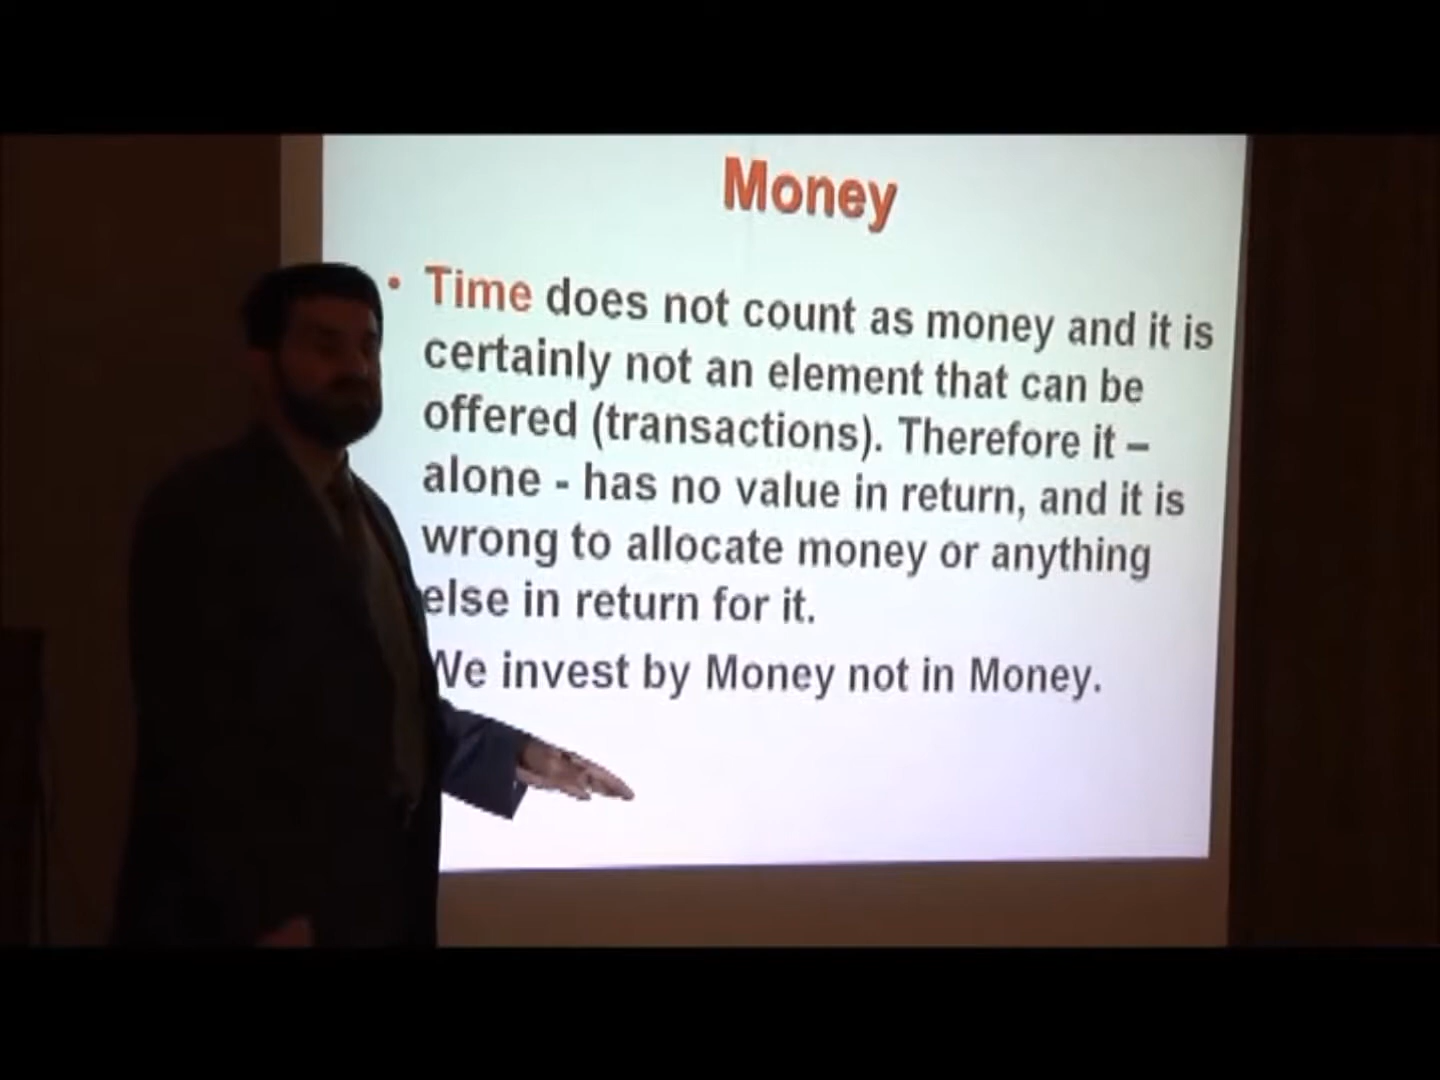 Money
• Time does not count as money and it is
certainly not an element that can be
offered (transactions). Therefore it –
alone - has no value in return, and it is
wrong to allocate money or anything
else in return for it.
We invest by Money not in Money.